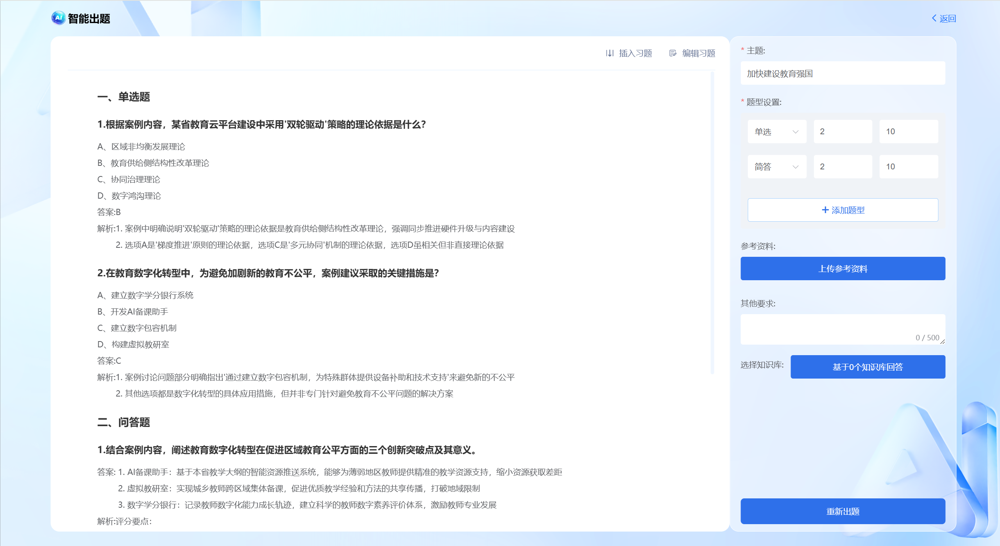 AI 智能出题
返回
插入习题 编辑习题
一、单选题
1.根据案例内容，某省教育云平台建设中采用'双轮驱动'策略的理论依据是什么？
A、区域非均衡发展理论
B、教育供给侧结构性改革理论
C、协同治理理论
D、数字鸿沟理论
答案:B
解析:1. 案例中明确说明'双轮驱动'策略的理论依据是教育供给侧结构性改革理论，强调同步推进硬件升级与内容建设
2. 选项A是'梯度推进'原则的理论依据，选项C是'多元协同'机制的理论依据，选项D虽相关但非直接理论依据
2.在教育数字化转型中，为避免加剧新的教育不公平，案例建议采取的关键措施是？
A、建立数字学分银行系统
B、开发AI备课助手
C、建立数字包容机制
D、构建虚拟教研室
答案:C
解析:1. 案例讨论问题部分明确指出'通过建立数字包容机制，为特殊群体提供设备补助和技术支持'来避免新的不公平
2. 其他选项都是数字化转型的具体应用措施，但并非专门针对避免教育不公平问题的解决方案
二、问答题
1.结合案例内容，阐述教育数字化转型在促进区域教育公平方面的三个创新突破点及其意义。
答案: 1. AI备课助手：基于本省教学大纲的智能资源推送系统，能够为薄弱地区教师提供精准的教学资源支持，缩小资源获取差距
2. 虚拟教研室：实现城乡教师跨区域集体备课，促进优质教学经验和方法的共享传播，打破地域限制
3. 数字学分银行：记录教师数字化能力成长轨迹，建立科学的教师数字素养评价体系，激励教师专业发展
解析:评分要点：
* 主题:
加快建设教育强国
* 题型设置:
单选 2 10
简答 2 10
+ 添加题型
参考资料:
上传参考资料
其他要求:
0 / 500
选择知识库: 基于0个知识库回答
重新出题